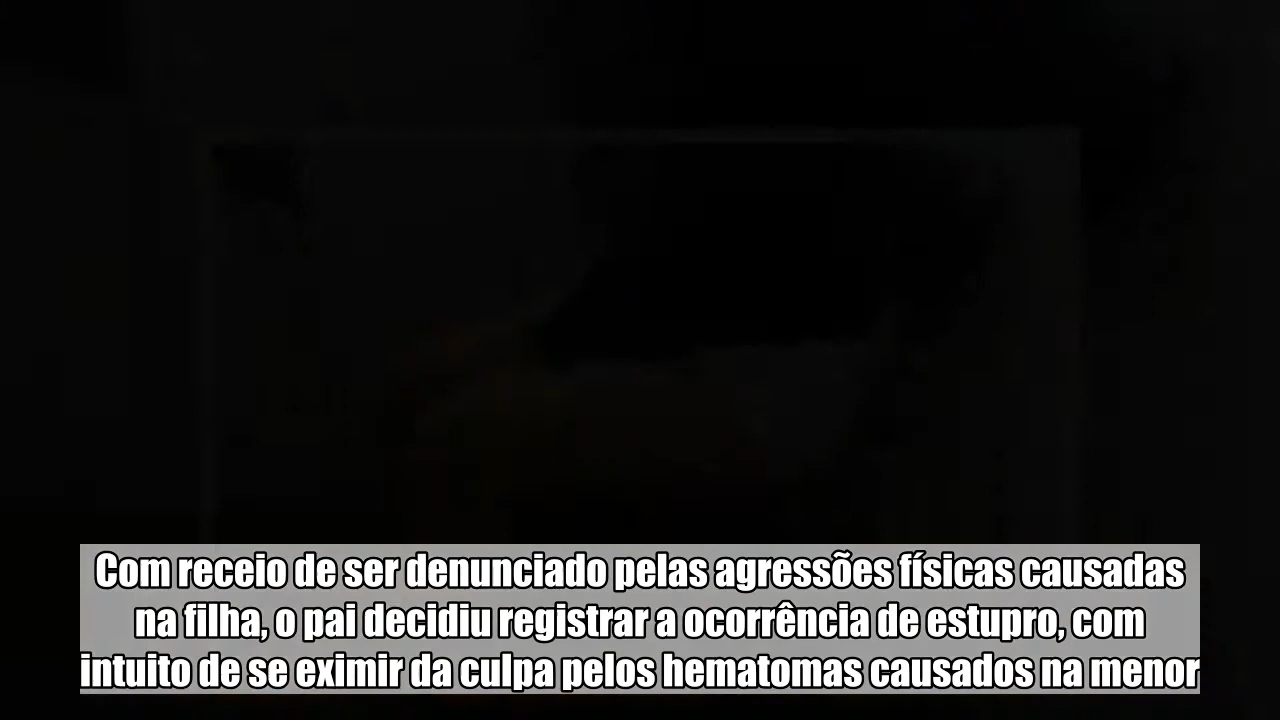 Com receio de ser denunciado pelas agressões físicas causadas
na filha, o pai decidiu registrar a ocorrência de estupro, com
intuito de se eximir da culpa pelos hematomas causados na menor